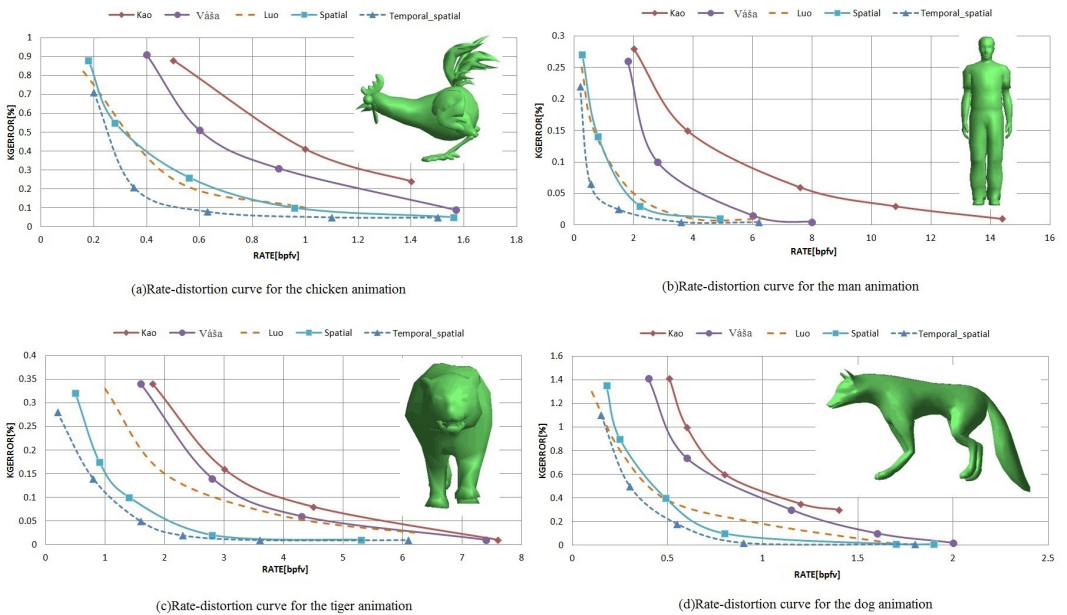 Kao Váša Luo Spatial Temporal_spatial
KGERROR[%]
1
0.9
0.8
0.7
0.6
0.5
0.4
0.3
0.2
0.1
0
0 0.2 0.4 0.6 0.8 1 1.2 1.4 1.6 1.8
RATE[bpfv]
(a)Rate-distortion curve for the chicken animation
Kao Váša Luo Spatial Temporal_spatial
KGERROR[%]
0.3
0.25
0.2
0.15
0.1
0.05
0
0 2 4 6 8 10 12 14 16
RATE[bpfv]
(b)Rate-distortion curve for the man animation
Kao Váša Luo Spatial Temporal_spatial
KGERROR[%]
0.4
0.35
0.3
0.25
0.2
0.15
0.1
0.05
0
0 1 2 3 4 5 6 7 8
RATE[bpfv]
(c)Rate-distortion curve for the tiger animation
Kao Váša Luo Spatial Temporal_spatial
KGERROR[%]
1.6
1.4
1.2
1
0.8
0.6
0.4
0.2
0
0 0.5 1 1.5 2 2.5
RATE[bpfv]
(d)Rate-distortion curve for the dog animation